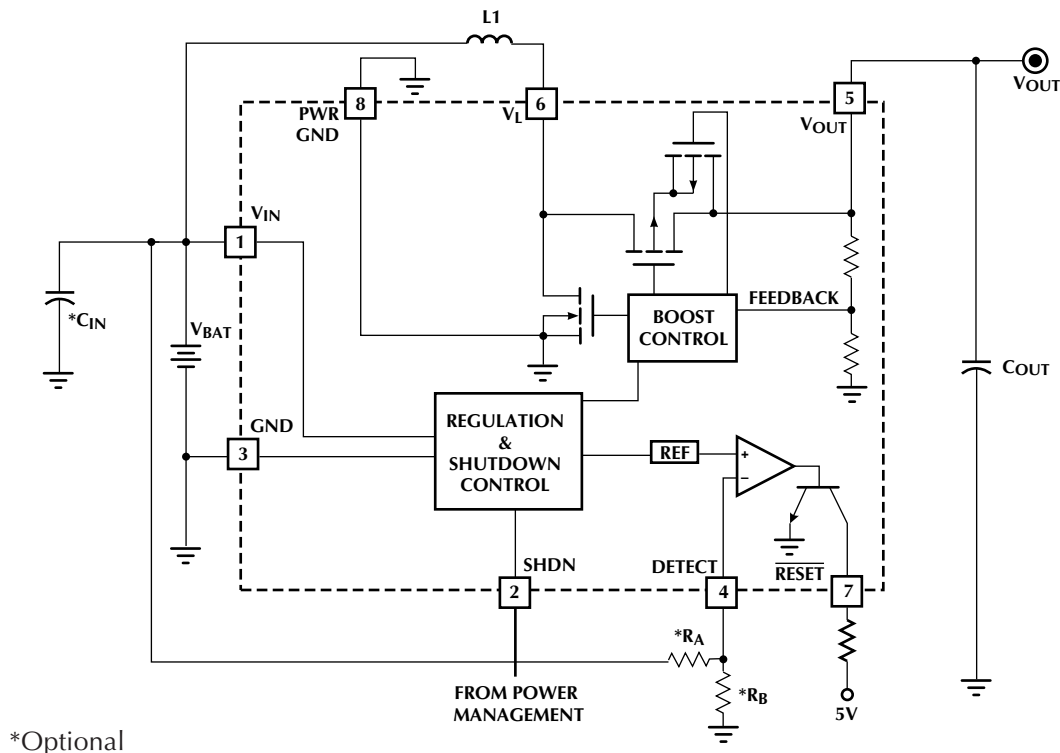 L1
8
6
5
VOUT
PWR
GND
VL
VOUT
VIN
1
*CIN
VBAT
FEEDBACK
BOOST
CONTROL
COUT
GND
3
REGULATION
&
SHUTDOWN
CONTROL
REF
+
−
SHDN
DETECT
RESET
2
4
7
*RA
*RB
FROM POWER
MANAGEMENT
5V
*Optional